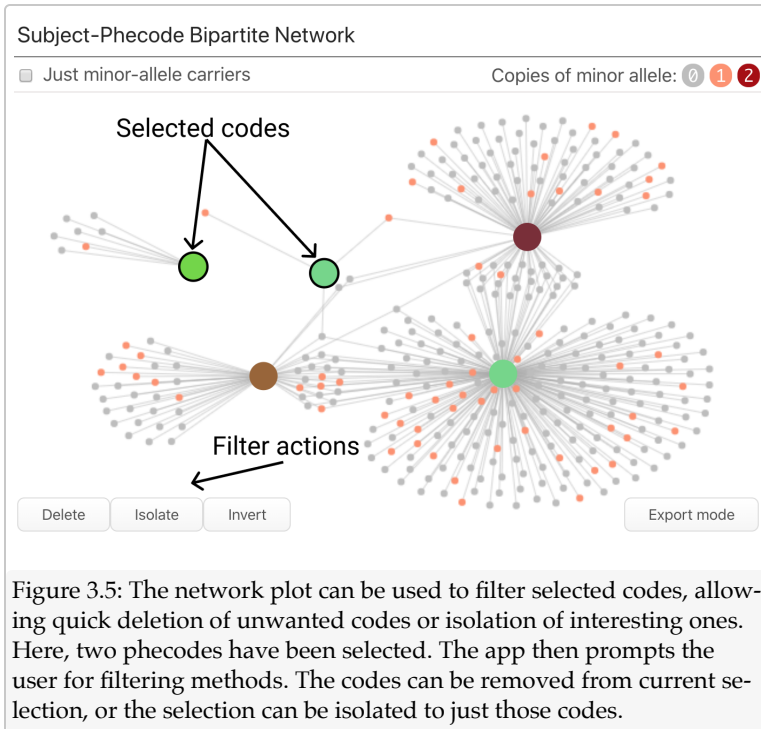 Subject-Phecode Bipartite Network
Just minor-allele carriers
Copies of minor allele: 0 1 2
Selected codes
Filter actions
Delete Isolate Invert
Export mode
Figure 3.5: The network plot can be used to filter selected codes, allow-
ing quick deletion of unwanted codes or isolation of interesting ones.
Here, two phecodes have been selected. The app then prompts the
user for filtering methods. The codes can be removed from current se-
lection, or the selection can be isolated to just those codes.